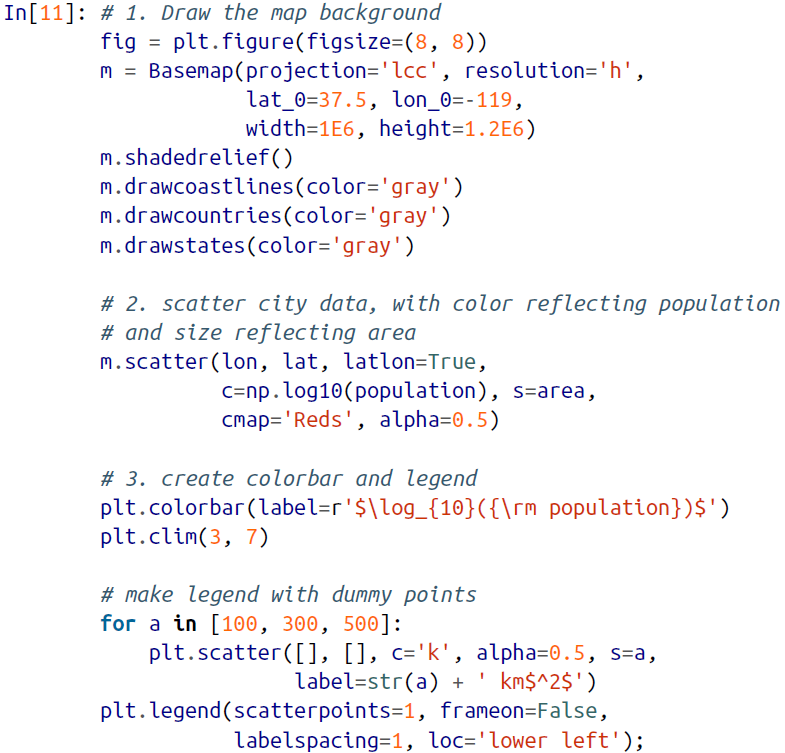 In[11]: # 1. Draw the map background
fig = plt.figure(figsize=(8, 8))
m = Basemap(projection='lcc', resolution='h',
lat_0=37.5, lon_0=-119,
width=1E6, height=1.2E6)
m.shadedrelief()
m.drawcoastlines(color='gray')
m.drawcountries(color='gray')
m.drawstates(color='gray')
# 2. scatter city data, with color reflecting population
# and size reflecting area
m.scatter(lon, lat, latlon=True,
c=np.log10(population), s=area,
cmap='Reds', alpha=0.5)
# 3. create colorbar and legend
plt.colorbar(label=r'$\log_{10}({\rm population})$')
plt.clim(3, 7)
# make legend with dummy points
for a in [100, 300, 500]:
plt.scatter([], [], c='k', alpha=0.5, s=a,
label=str(a) + ' km$^2$')
plt.legend(scatterpoints=1, frameon=False,
labelspacing=1, loc='lower left');